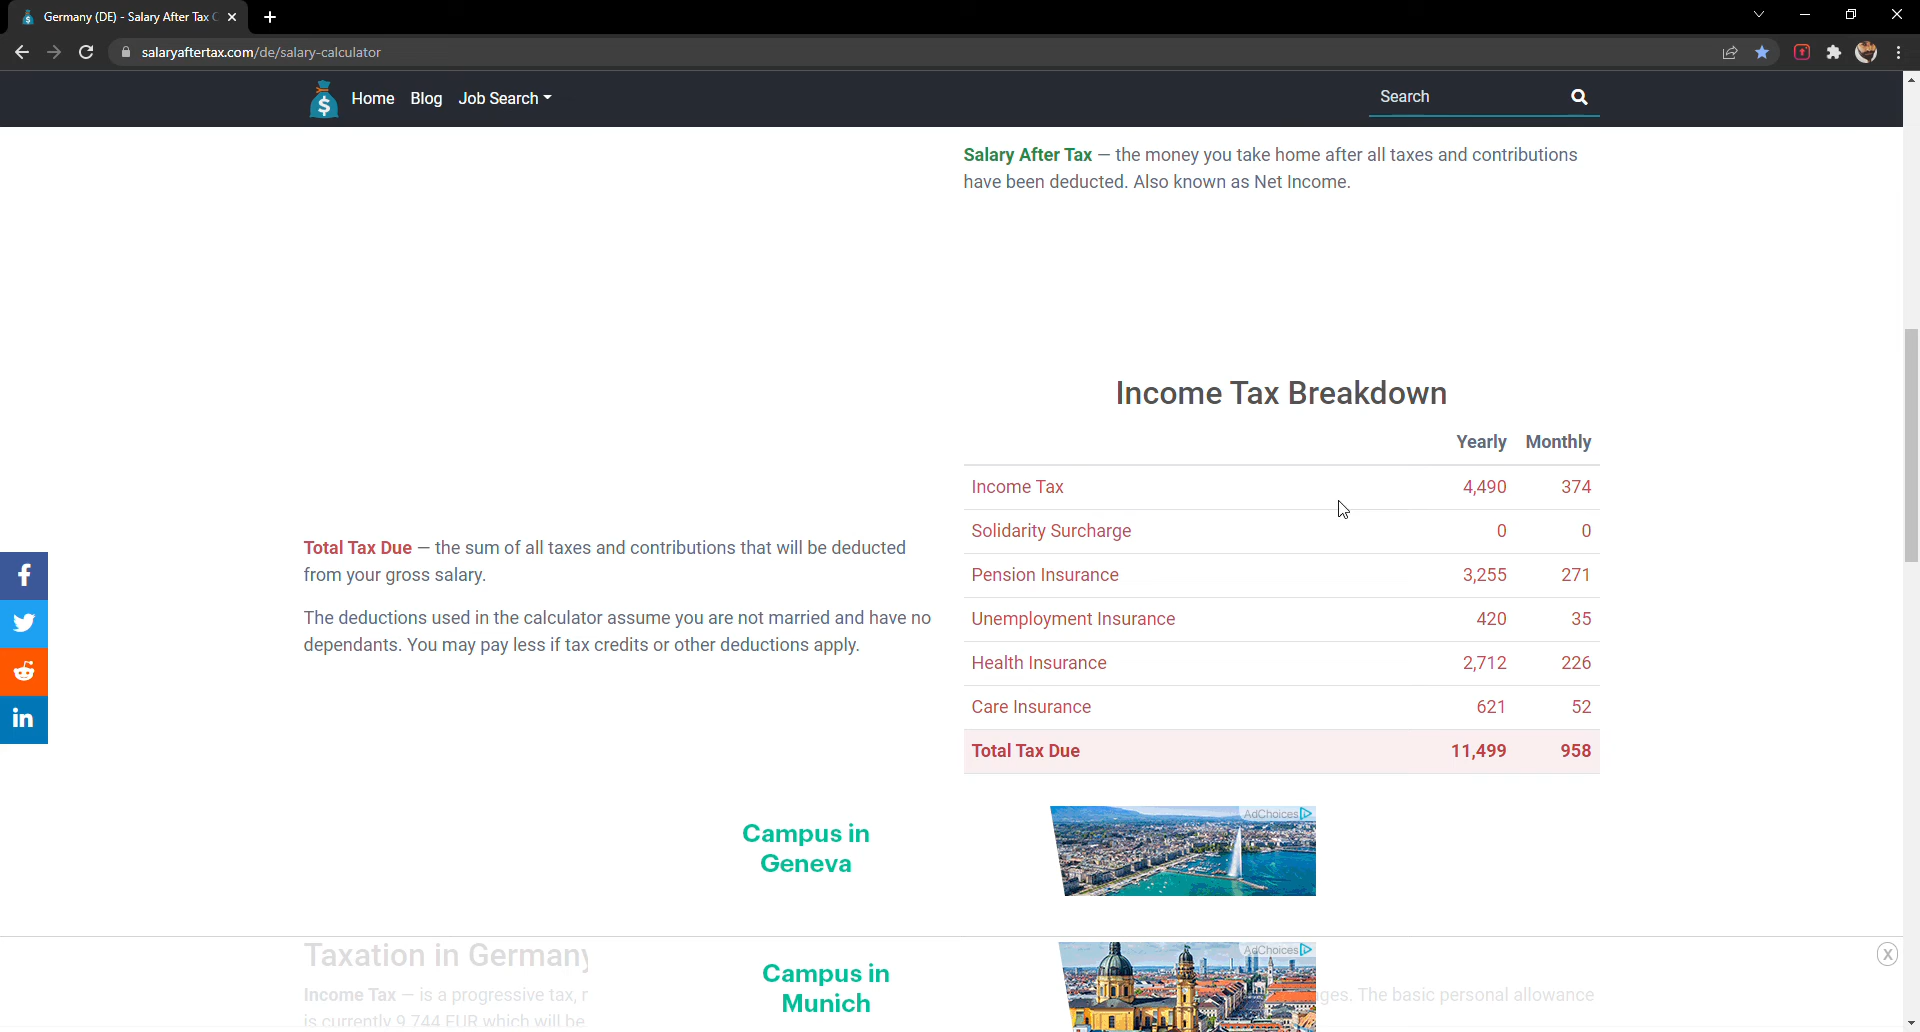 Germany (DE) - Salary After Tax
salaryaftertax.com/de/salary-calculator
Home Blog Job Search
Search
Salary After Tax — the money you take home after all taxes and contributions
have been deducted. Also known as Net Income.
Income Tax Breakdown
Yearly Monthly
Income Tax 4,490 374
Solidarity Surcharge 0 0
Pension Insurance 3,255 271
Unemployment Insurance 420 35
Health Insurance 2,712 226
Care Insurance 621 52
Total Tax Due 11,499 958
Total Tax Due — the sum of all taxes and contributions that will be deducted
from your gross salary.
The deductions used in the calculator assume you are not married and have no
dependants. You may pay less if tax credits or other deductions apply.
Campus in
Geneva
AdChoices
Taxation in Germany
Income Tax — is a progressive tax,
ges. The basic personal allowance
is currently 9,744 EUR which will be
Campus in
Munich
AdChoices